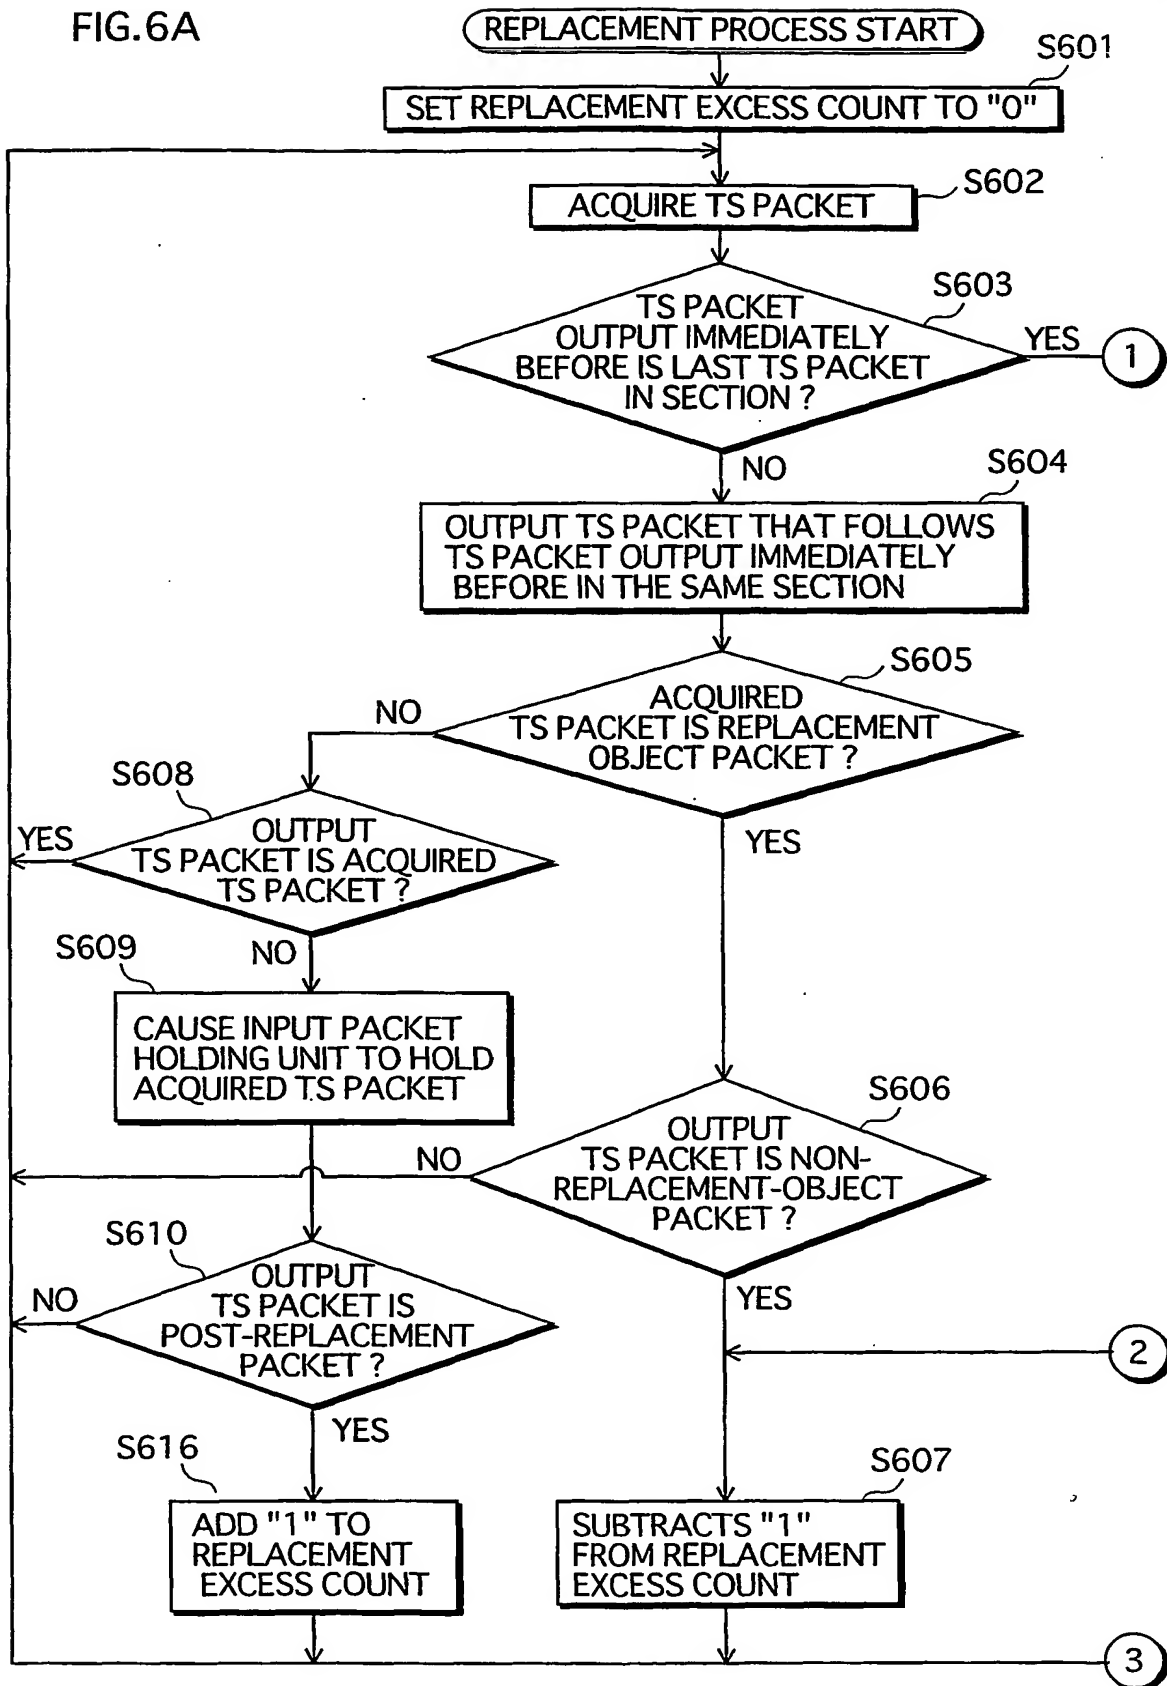 FIG.6A
REPLACEMENT PROCESS START
S601
SET REPLACEMENT EXCESS COUNT TO "0"
S602
ACQUIRE TS PACKET
S603
TS PACKET
OUTPUT IMMEDIATELY
BEFORE IS LAST TS PACKET
IN SECTION ?
YES
1
NO
S604
OUTPUT TS PACKET THAT FOLLOWS
TS PACKET OUTPUT IMMEDIATELY
BEFORE IN THE SAME SECTION
S605
ACQUIRED
TS PACKET IS REPLACEMENT
OBJECT PACKET ?
NO
YES
S608
OUTPUT
TS PACKET IS ACQUIRED
TS PACKET ?
YES
NO
S609
CAUSE INPUT PACKET
HOLDING UNIT TO HOLD
ACQUIRED TS PACKET
S606
OUTPUT
TS PACKET IS NON-
REPLACEMENT-OBJECT
PACKET ?
NO
YES
S610
OUTPUT
TS PACKET IS
POST-REPLACEMENT
PACKET ?
NO
YES
2
S616
ADD "1" TO
REPLACEMENT
EXCESS COUNT
S607
SUBTRACTS "1"
FROM REPLACEMENT
EXCESS COUNT
3